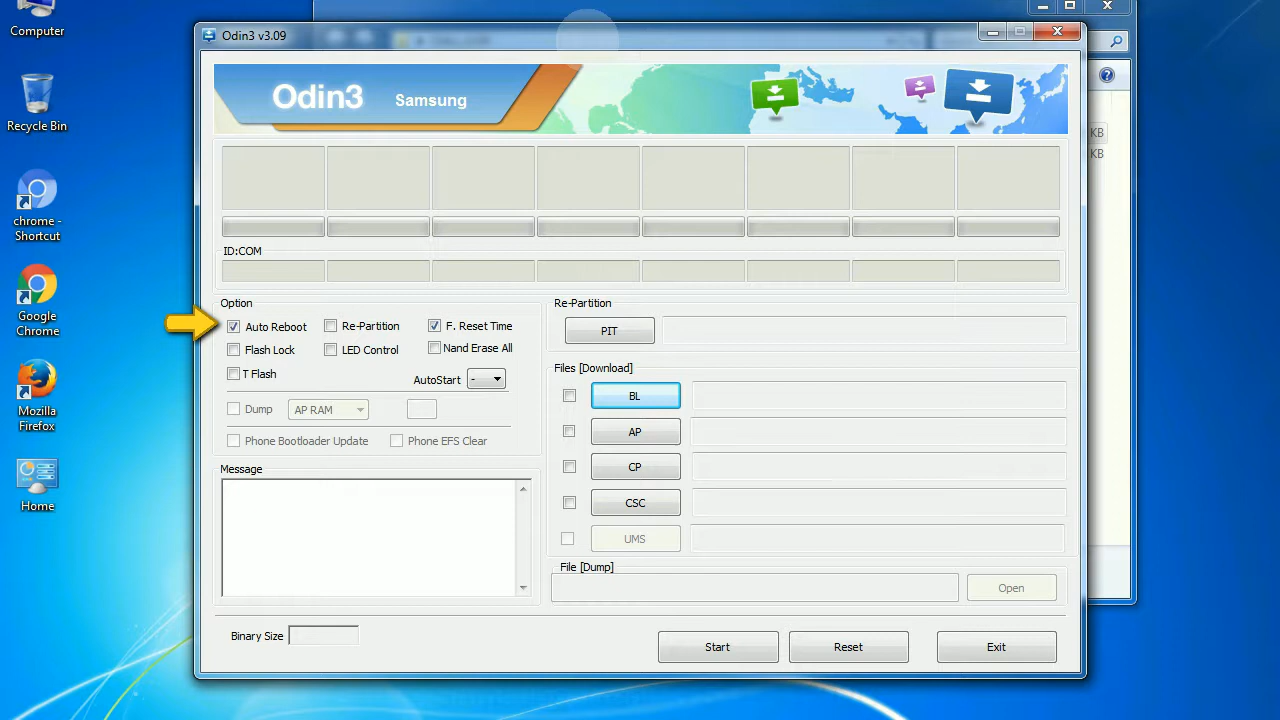 Computer
Recycle Bin
chrome -
Shortcut
Google
Chrome
Mozilla
Firefox
Home
Odin3 v3.09
Odin3 Samsung
KB
KB
ID:COM
Option
Auto Reboot
Re-Partition
F. Reset Time
Flash Lock
LED Control
Nand Erase All
T Flash
AutoStart -
Dump
AP RAM
Phone Bootloader Update
Phone EFS Clear
Message
Re-Partition
PIT
Files [Download]
BL
AP
CP
CSC
UMS
File [Dump]
Open
Binary Size
Start
Reset
Exit